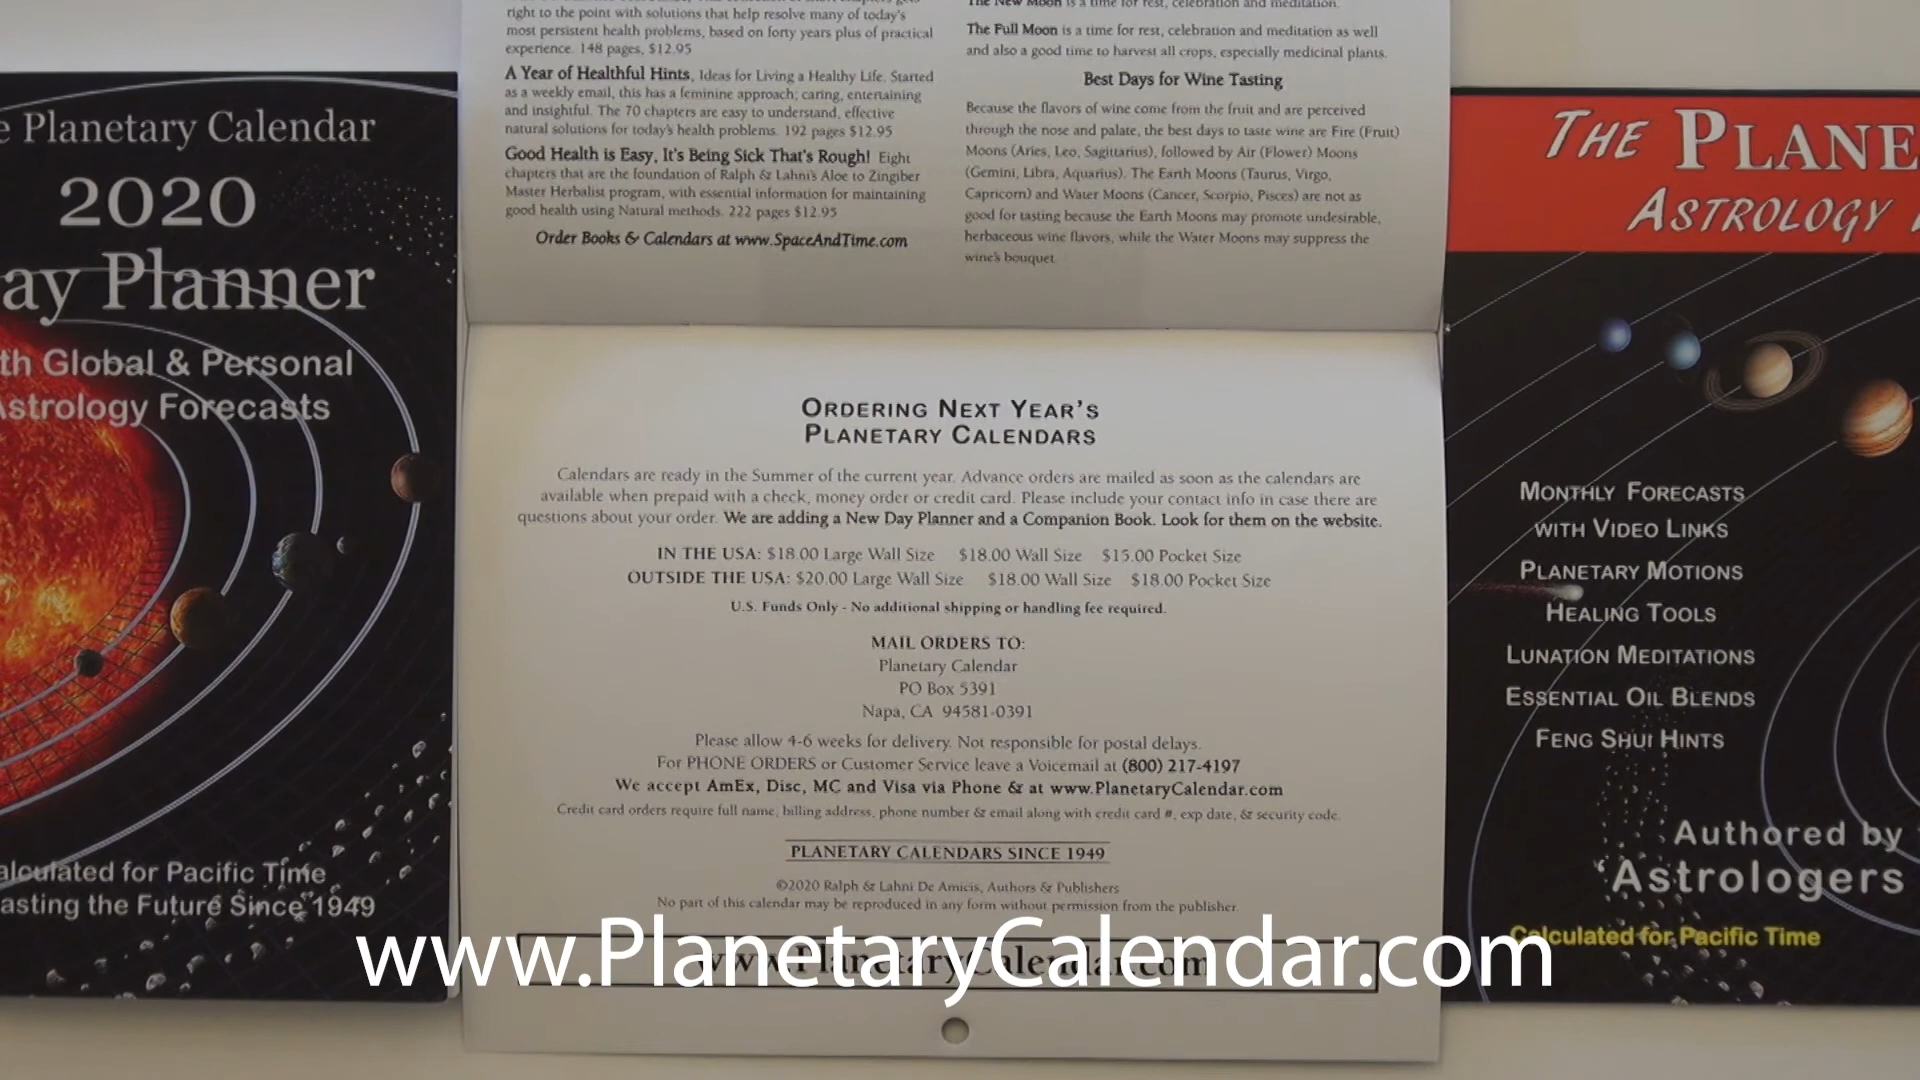 e Planetary Calendar
2020
ay Planner
th Global & Personal
Astrology Forecasts
alculated for Pacific Time
asting the Future Since 1949
right to the point with solutions that help resolve many of today's
most persistent health problems, based on forty years plus of practical
experience. 148 pages, $12.95
A Year of Healthful Hints, Ideas for Living a Healthy Life. Started
as a weekly email, this has a feminine approach; caring, entertaining
and insightful. The 70 chapters are easy to understand, effective
natural solutions for today's health problems. 192 pages $12.95
Good Health is Easy, It's Being Sick That's Rough! Eight
chapters that are the foundation of Ralph & Lahni's Aloe to Zingiber
Master Herbalist program, with essential information for maintaining
good health using Natural methods. 222 pages $12.95
Order Books & Calendars at www.SpaceAndTime.com
The New Moon is a time for rest, celebration and meditation.
The Full Moon is a time for rest, celebration and meditation as well
and also a good time to harvest all crops, especially medicinal plants.
Best Days for Wine Tasting
Because the flavors of wine come from the fruit and are perceived
through the nose and palate, the best days to taste wine are Fire (Fruit)
Moons (Aries, Leo, Sagittarius), followed by Air (Flower) Moons
(Gemini, Libra, Aquarius). The Earth Moons (Taurus, Virgo,
Capricorn) and Water Moons (Cancer, Scorpio, Pisces) are not as
good for tasting because the Earth Moons may promote undesirable,
herbaceous wine flavors, while the Water Moons may suppress the
wine's bouquet.
Ordering Next Year's
Planetary Calendars
Calendars are ready in the Summer of the current year. Advance orders are mailed as soon as the calendars are
available when prepaid with a check, money order or credit card. Please include your contact info in case there are
questions about your order. We are adding a New Day Planner and a Companion Book. Look for them on the website.
IN THE USA: $18.00 Large Wall Size $18.00 Wall Size $15.00 Pocket Size
OUTSIDE THE USA: $20.00 Large Wall Size $18.00 Wall Size $18.00 Pocket Size
U.S. Funds Only - No additional shipping or handling fee required.
MAIL ORDERS TO:
Planetary Calendar
PO Box 5391
Napa, CA 94581-0391
Please allow 4-6 weeks for delivery. Not responsible for postal delays.
For PHONE ORDERS or Customer Service leave a Voicemail at (800) 217-4197
We accept AmEx, Disc, MC and Visa via Phone & at www.PlanetaryCalendar.com
Credit card orders require full name, billing address, phone number & email along with credit card #, exp date, & security code.
PLANETARY CALENDARS SINCE 1949
©2020 Ralph & Lahni De Amicis, Authors & Publishers
No part of this calendar may be reproduced in any form without permission from the publisher.
www.PlanetaryCalendar.com
www.PlanetaryCalendar.com
The Plane
Astrology
Monthly Forecasts
with Video Links
Planetary Motions
Healing Tools
Lunation Meditations
Essential Oil Blends
Feng Shui Hints
Authored by
'Astrologers
Calculated for Pacific Time